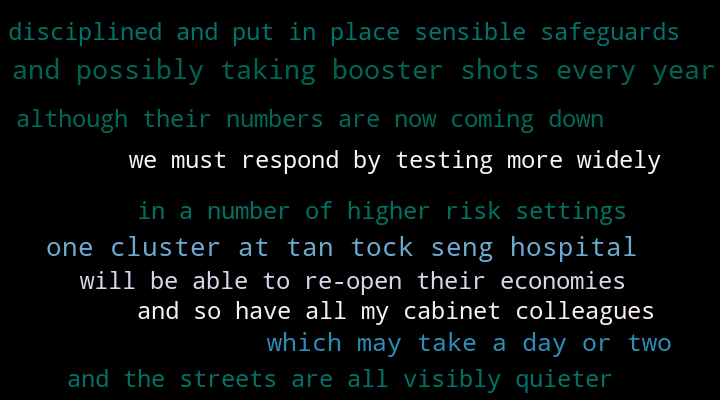 disciplined and put in place sensible safeguards
and possibly taking booster shots every year
although their numbers are now coming down
we must respond by testing more widely
in a number of higher risk settings
one cluster at tan tock seng hospital
will be able to re-open their economies
and so have all my cabinet colleagues
which may take a day or two
and the streets are all visibly quieter